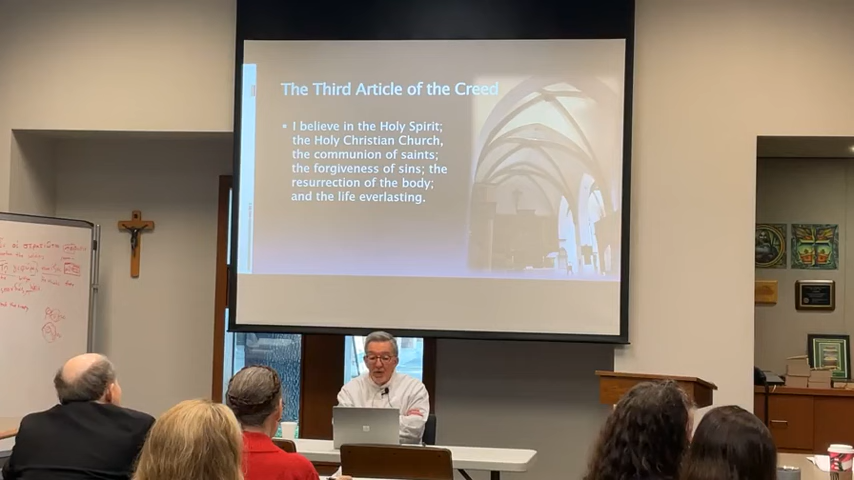 The Third Article of the Creed
I believe in the Holy Spirit;
the Holy Christian Church,
the communion of saints;
the forgiveness of sins; the
resurrection of the body;
and the life everlasting.